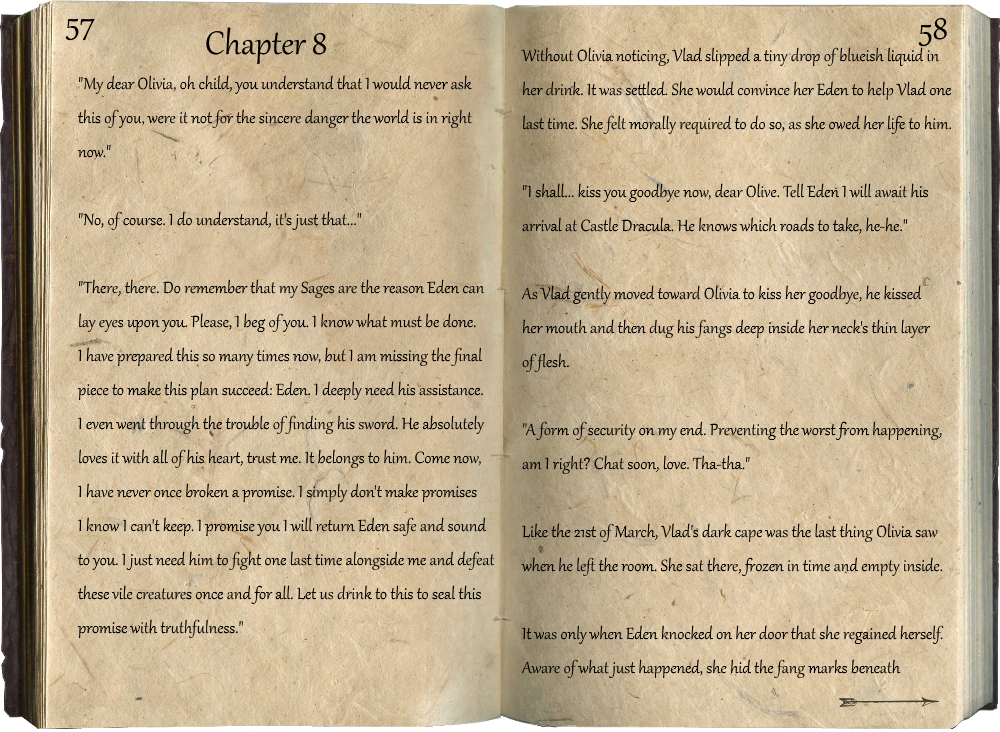 57
Chapter 8
"My dear Olivia, oh child, you understand that I would never ask
this of you, were it not for the sincere danger the world is in right
now."
"No, of course. I do understand, it's just that..."
"There, there. Do remember that my Sages are the reason Eden can
lay eyes upon you. Please, I beg of you. I know what must be done.
I have prepared this so many times now, but I am missing the final
piece to make this plan succeed: Eden. I deeply need his assistance.
I even went through the trouble of finding his sword. He absolutely
loves it with all of his heart, trust me. It belongs to him. Come now,
I have never once broken a promise. I simply don't make promises
I know I can't keep. I promise you I will return Eden safe and sound
to you. I just need him to fight one last time alongside me and defeat
these vile creatures once and for all. Let us drink to this to seal this
promise with truthfulness."
58
Without Olivia noticing, Vlad slipped a tiny drop of blueish liquid in
her drink. It was settled. She would convince her Eden to help Vlad one
last time. She felt morally required to do so, as she owed her life to him.
"I shall... kiss you goodbye now, dear Olive. Tell Eden I will await his
arrival at Castle Dracula. He knows which roads to take, he-he."
As Vlad gently moved toward Olivia to kiss her goodbye, he kissed
her mouth and then dug his fangs deep inside her neck's thin layer
of flesh.
"A form of security on my end. Preventing the worst from happening,
am I right? Chat soon, love. Tha-tha."
Like the 21st of March, Vlad's dark cape was the last thing Olivia saw
when he left the room. She sat there, frozen in time and empty inside.
It was only when Eden knocked on her door that she regained herself.
Aware of what just happened, she hid the fang marks beneath